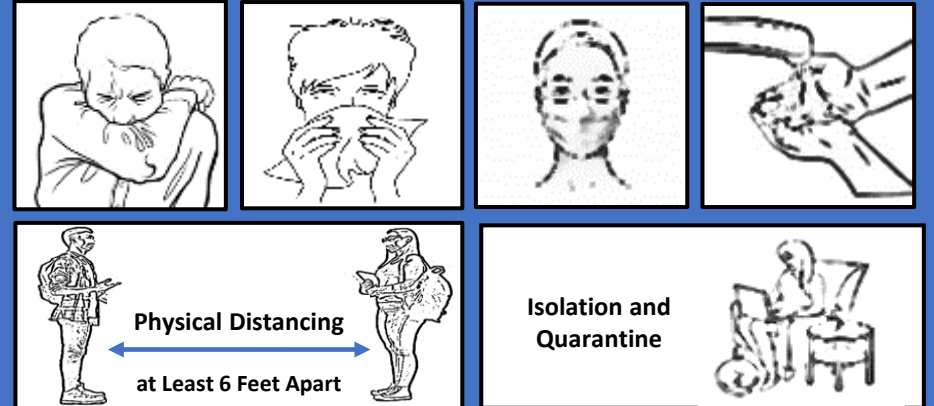 Physical Distancing
at Least 6 Feet Apart
Isolation and
Quarantine